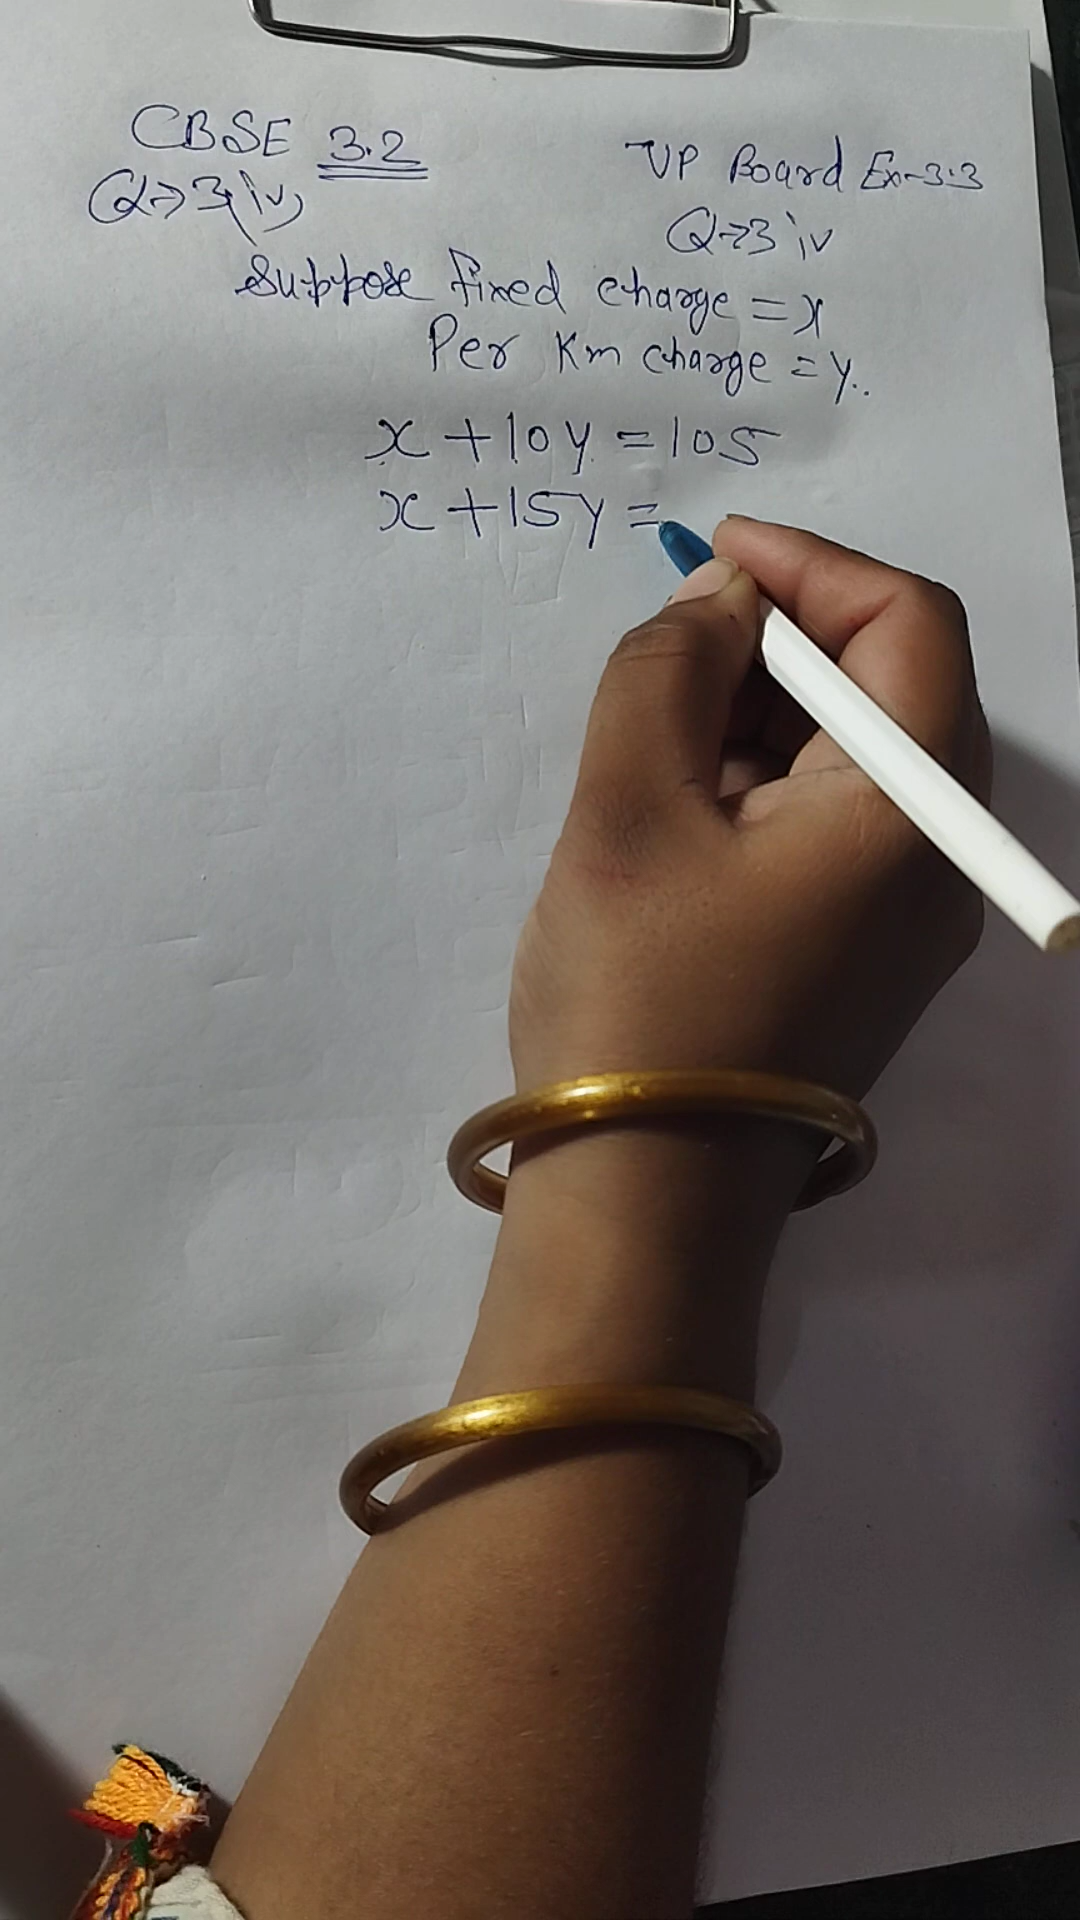 CBSE 3.2
Q→3(iv)
UP Board Ex-3.3
Q→3 iv
Suppose fixed charge = x
Per Km charge = y.
x + 10y = 105
x + 15y =